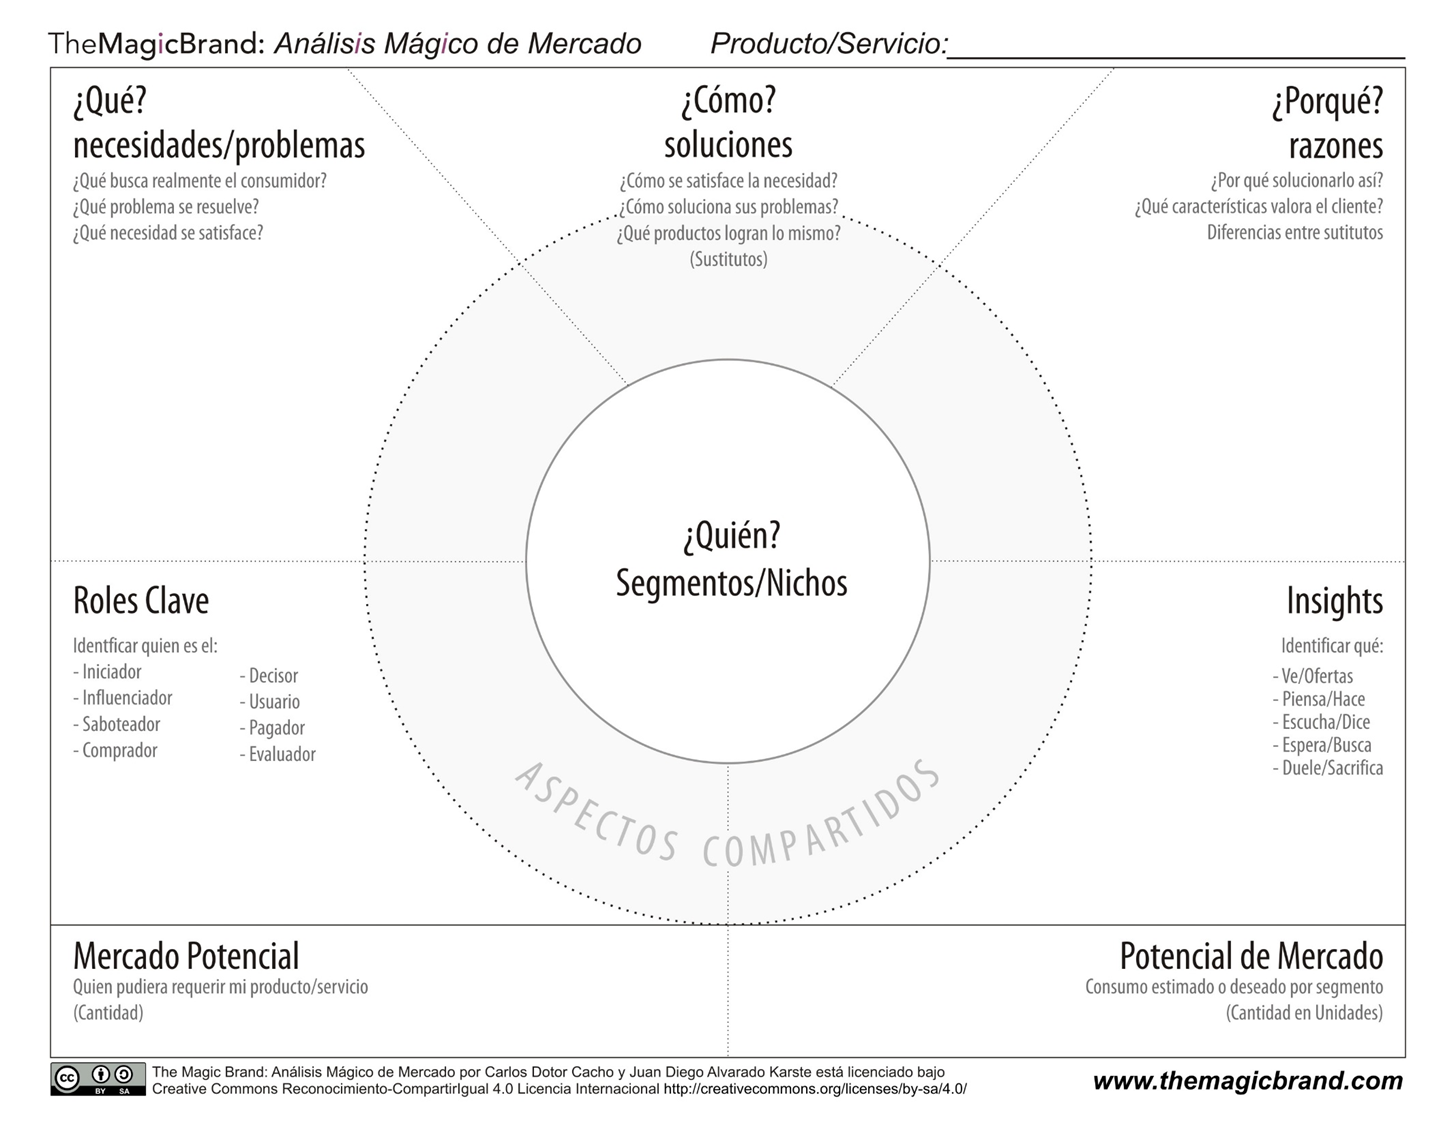 TheMagicBrand: Análisis Mágico de Mercado Producto/Servicio:
¿Qué?
necesidades/problemas
¿Qué busca realmente el consumidor?
¿Qué problema se resuelve?
¿Qué necesidad se satisface?
¿Cómo?
soluciones
¿Cómo se satisface la necesidad?
¿Cómo soluciona sus problemas?
¿Qué productos logran lo mismo?
(Sustitutos)
¿Porqué?
razones
¿Por qué solucionarlo así?
¿Qué características valora el cliente?
Diferencias entre sutitutos
¿Quién?
Segmentos/Nichos
Roles Clave
Identficar quien es el:
- Iniciador
- Influenciador
- Saboteador
- Comprador
- Decisor
- Usuario
- Pagador
- Evaluador
Insights
Identificar qué:
- Ve/Ofertas
- Piensa/Hace
- Escucha/Dice
- Espera/Busca
- Duele/Sacrifica
ASPECTOS COMPARTIDOS
Mercado Potencial
Quien pudiera requerir mi producto/servicio
(Cantidad)
Potencial de Mercado
Consumo estimado o deseado por segmento
(Cantidad en Unidades)
cc BY SA
The Magic Brand: Análisis Mágico de Mercado por Carlos Dotor Cacho y Juan Diego Alvarado Karste está licenciado bajo
Creative Commons Reconocimiento-CompartirIgual 4.0 Licencia Internacional http://creativecommons.org/licenses/by-sa/4.0/
www.themagicbrand.com